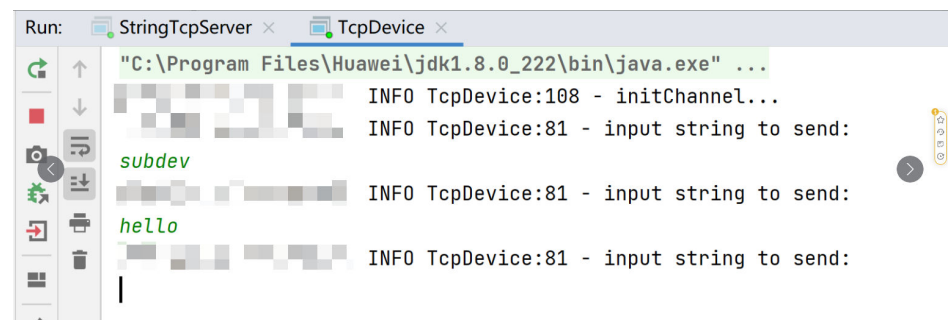 Run: StringTcpServer × TcpDevice ×
"C:\Program Files\Huawei\jdk1.8.0_222\bin\java.exe" ...
INFO TcpDevice:108 - initChannel...
INFO TcpDevice:81 - input string to send:
subdev
INFO TcpDevice:81 - input string to send:
hello
INFO TcpDevice:81 - input string to send: